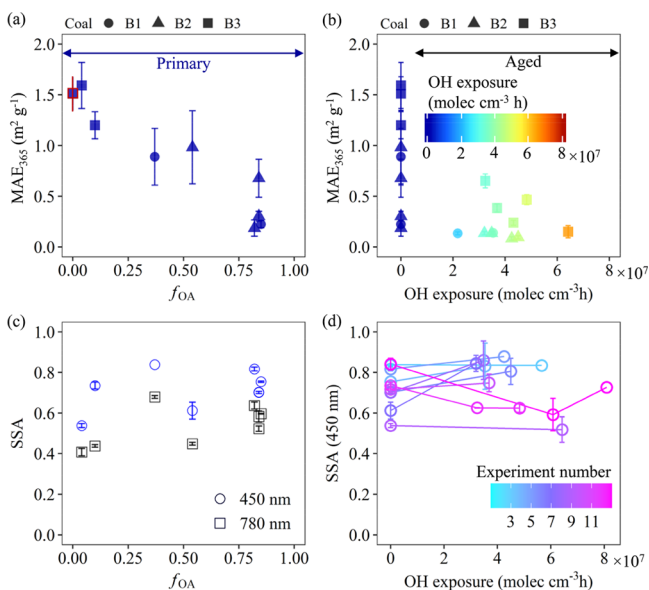 (a) Coal B1 B2 B3
2.0
1.5
1.0
0.5
0.0
MAE₃₆₅ (m² g⁻¹)
Primary
0.00 0.25 0.50 0.75 1.00
f_OA
(b) Coal B1 B2 B3
2.0
1.5
1.0
0.5
0.0
MAE₃₆₅ (m² g⁻¹)
Aged
OH exposure
(molec cm⁻³ h)
0 2 4 6 8 ×10⁷
0 2 4 6 8 ×10⁷
OH exposure (molec cm⁻³h)
(c)
1.0
0.8
0.6
0.4
0.2
0.0
SSA
450 nm
780 nm
0.00 0.25 0.50 0.75 1.00
f_OA
(d)
1.0
0.8
0.6
0.4
0.2
0.0
SSA (450 nm)
Experiment number
3 5 7 9 11
0 2 4 6 8 ×10⁷
OH exposure (molec cm⁻³h)